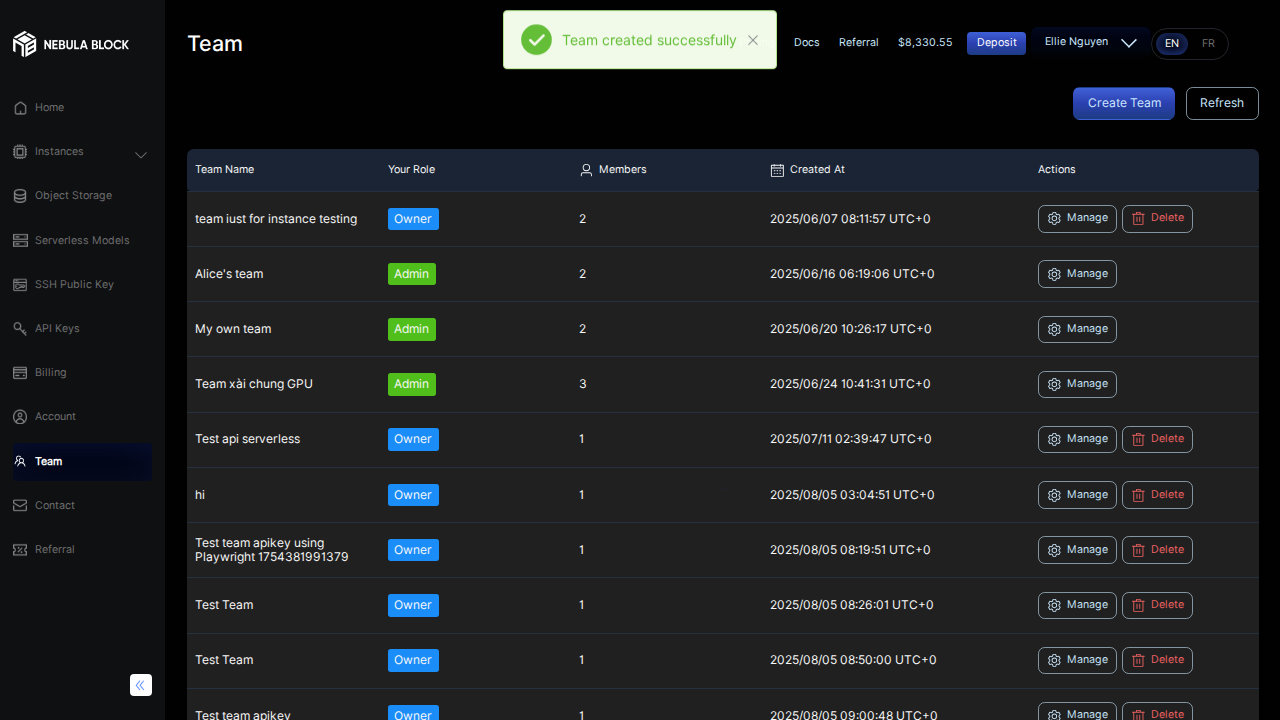 NEBULA BLOCK
Team
Team created successfully
Docs
Referral
$8,330.55
Deposit
Ellie Nguyen
EN
FR
Home
Instances
Object Storage
Serverless Models
SSH Public Key
API Keys
Billing
Account
Team
Contact
Referral
Create Team
Refresh
Team Name Your Role Members Created At Actions
team iust for instance testing Owner 2 2025/06/07 08:11:57 UTC+0 Manage Delete
Alice's team Admin 2 2025/06/16 06:19:06 UTC+0 Manage
My own team Admin 2 2025/06/20 10:26:17 UTC+0 Manage
Team xài chung GPU Admin 3 2025/06/24 10:41:31 UTC+0 Manage
Test api serverless Owner 1 2025/07/11 02:39:47 UTC+0 Manage Delete
hi Owner 1 2025/08/05 03:04:51 UTC+0 Manage Delete
Test team apikey using
Playwright 1754381991379 Owner 1 2025/08/05 08:19:51 UTC+0 Manage Delete
Test Team Owner 1 2025/08/05 08:26:01 UTC+0 Manage Delete
Test Team Owner 1 2025/08/05 08:50:00 UTC+0 Manage Delete
Test team apikey Owner 1 2025/08/05 09:00:48 UTC+0 Manage Delete